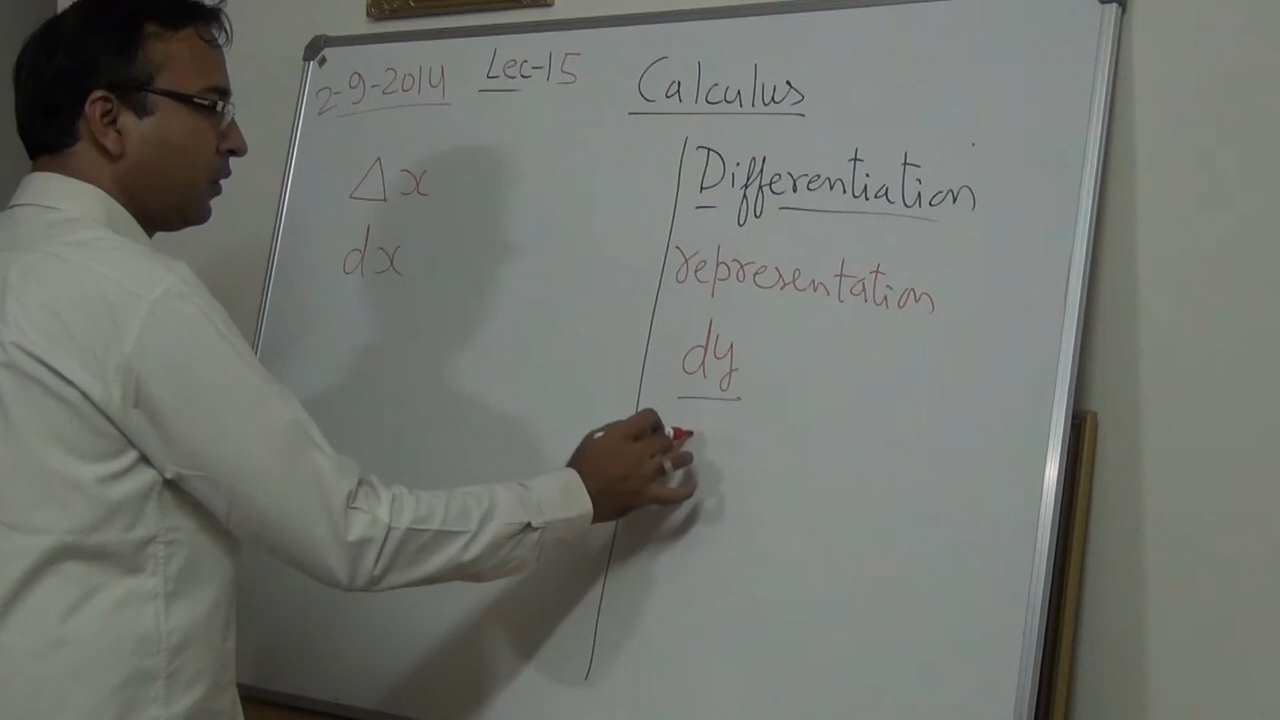 2-9-2014 Lec-15
Calculus
Δx
dx
Differentiation
representation
dy